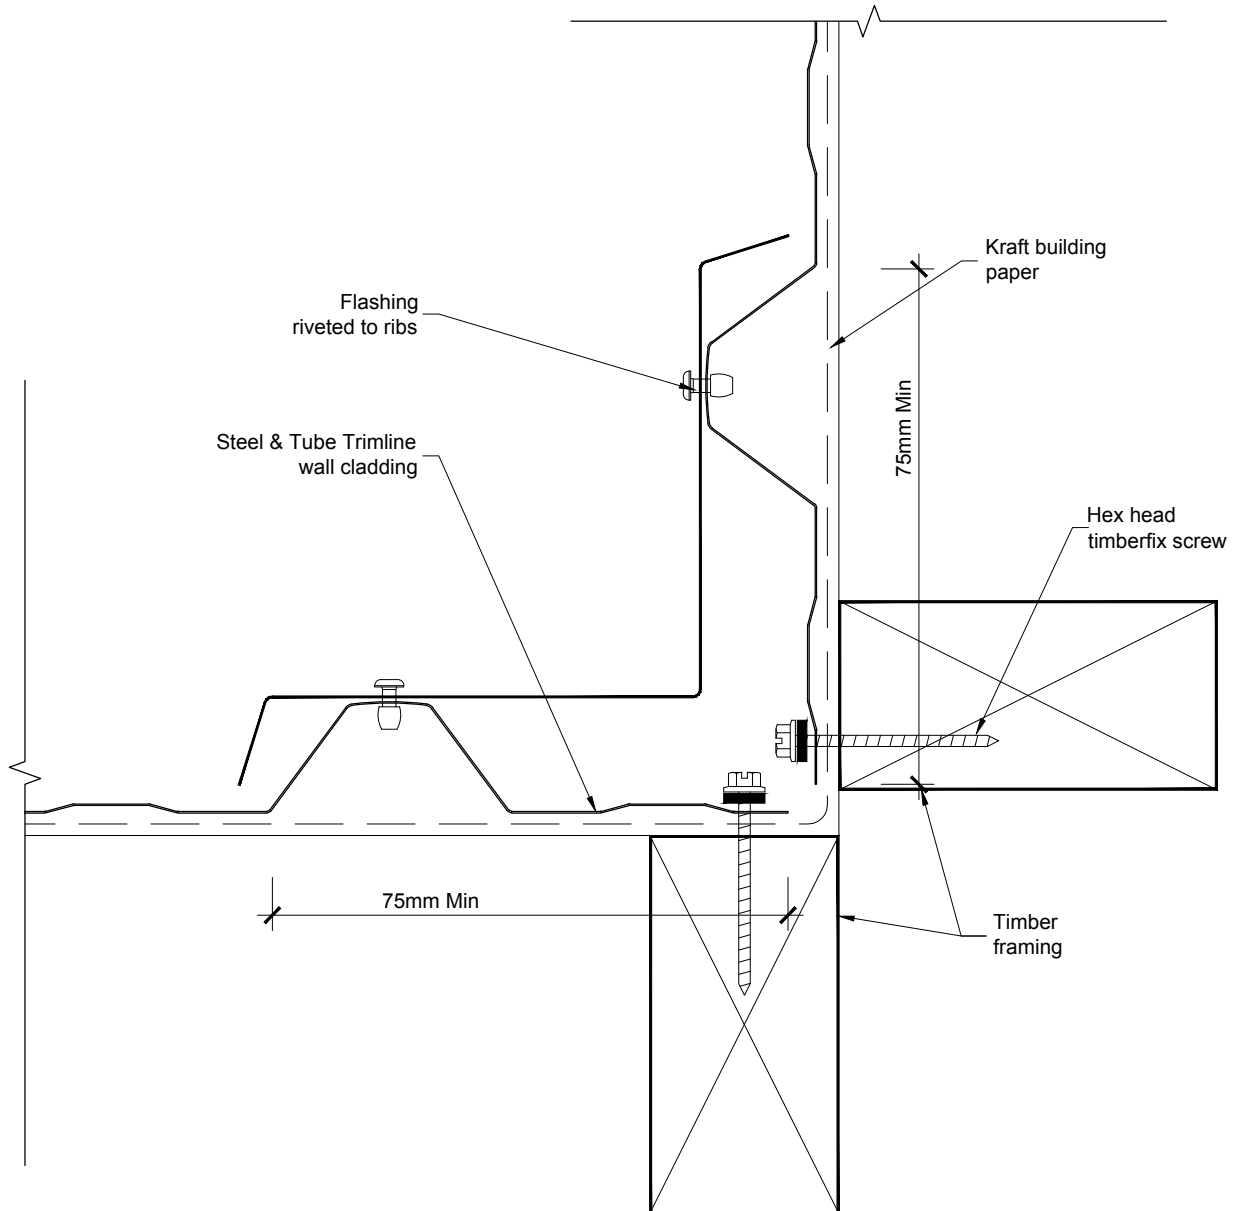 Kraft building
paper
Flashing
riveted to ribs
75mm Min
Steel & Tube Trimline
wall cladding
Hex head
timberfix screw
75mm Min
Timber
framing